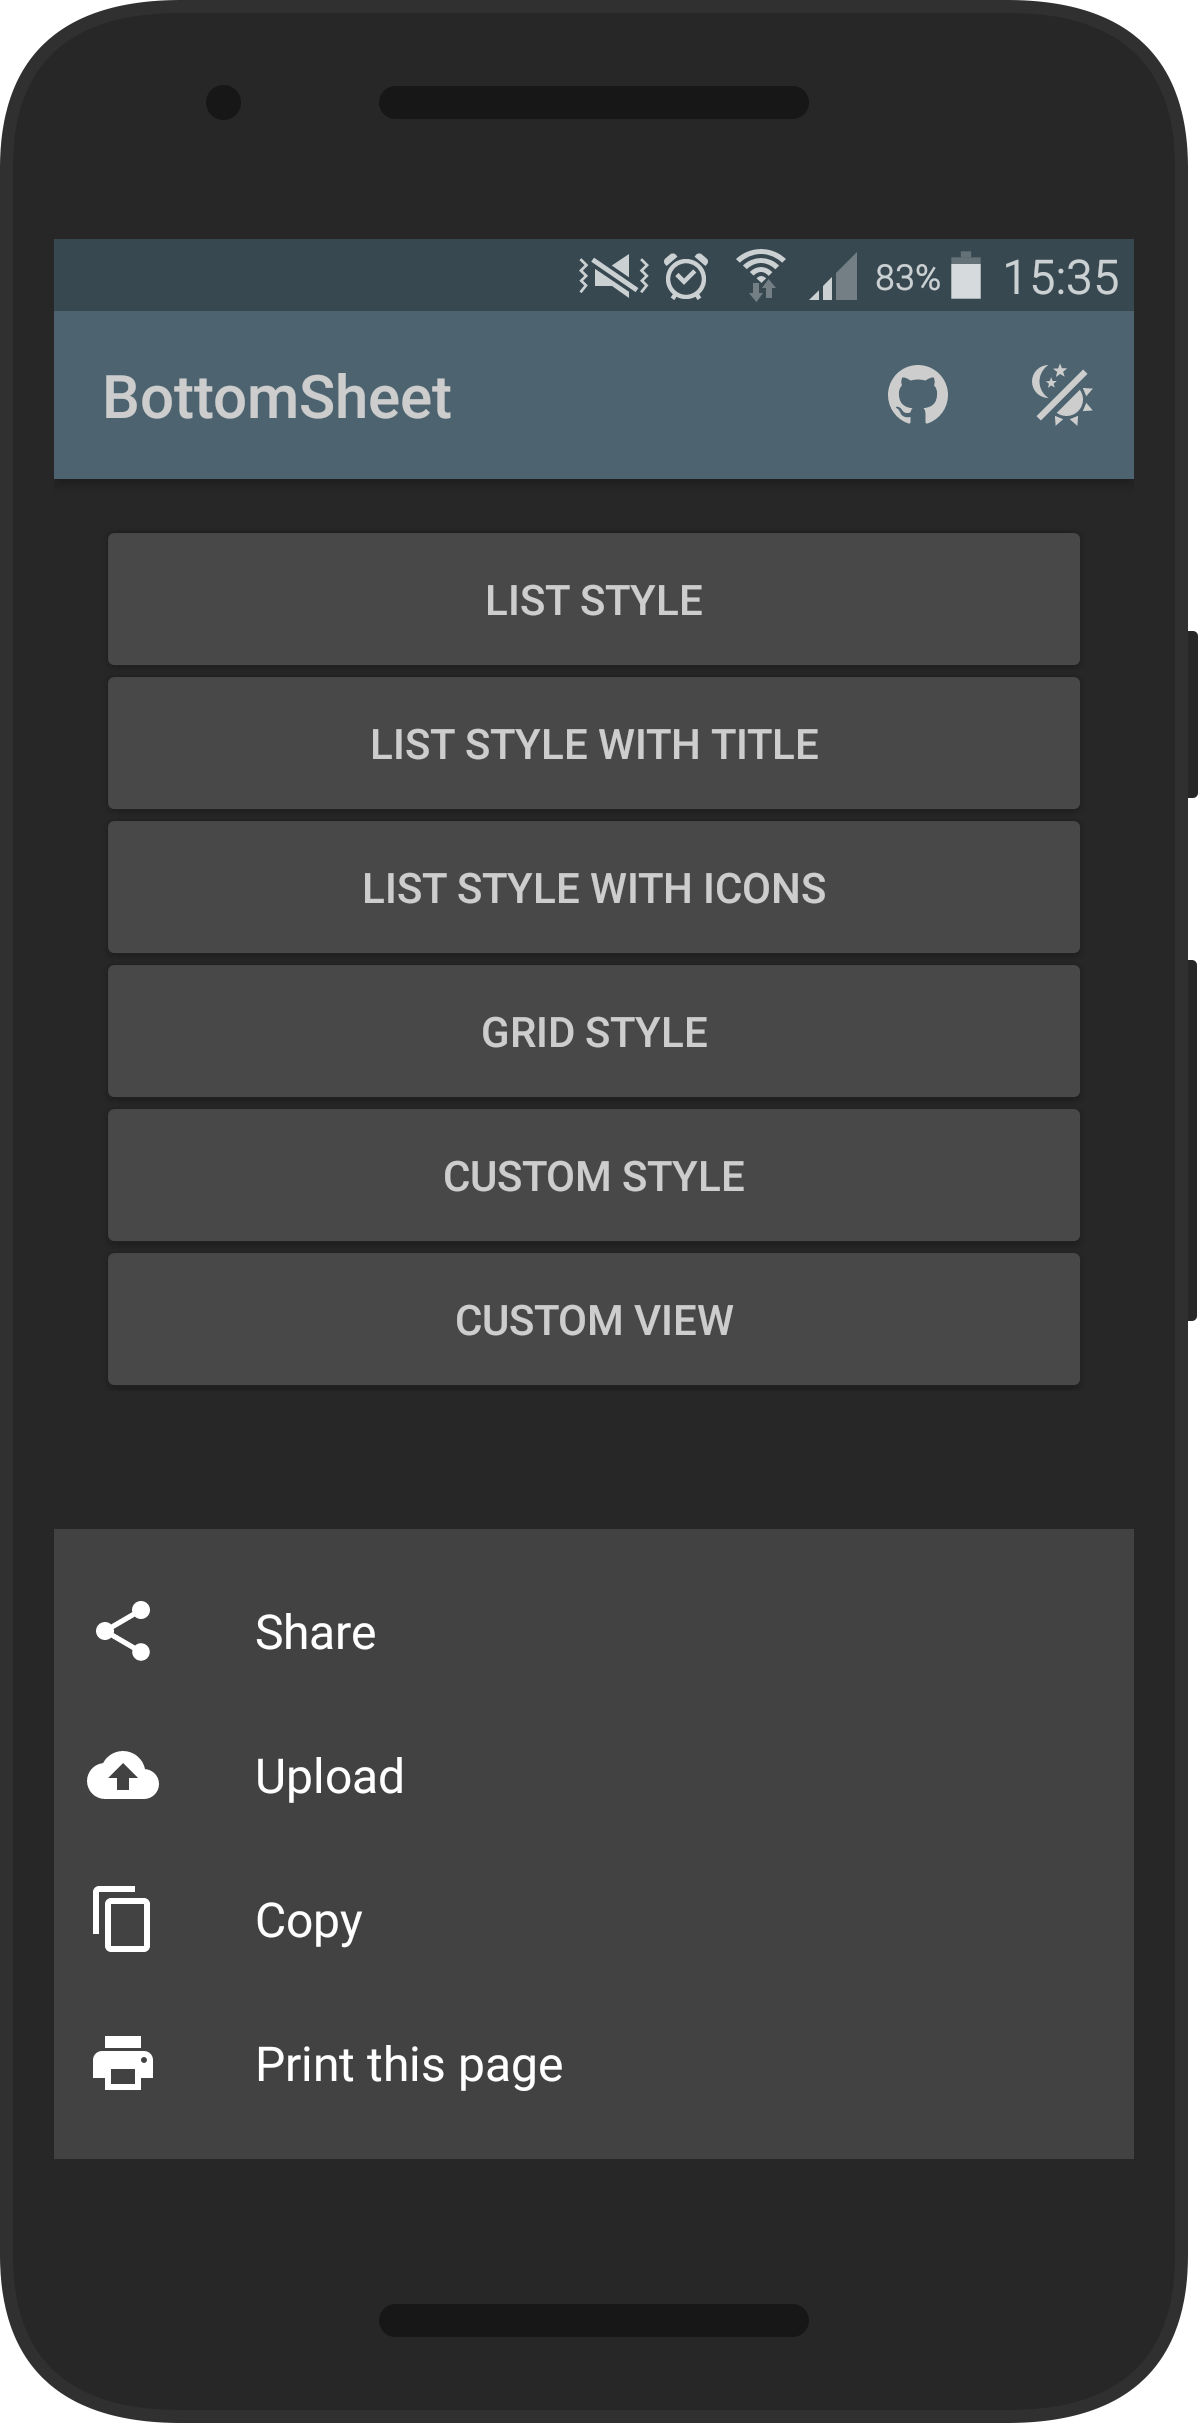 83% 15:35
BottomSheet
LIST STYLE
LIST STYLE WITH TITLE
LIST STYLE WITH ICONS
GRID STYLE
CUSTOM STYLE
CUSTOM VIEW
Share
Upload
Copy
Print this page